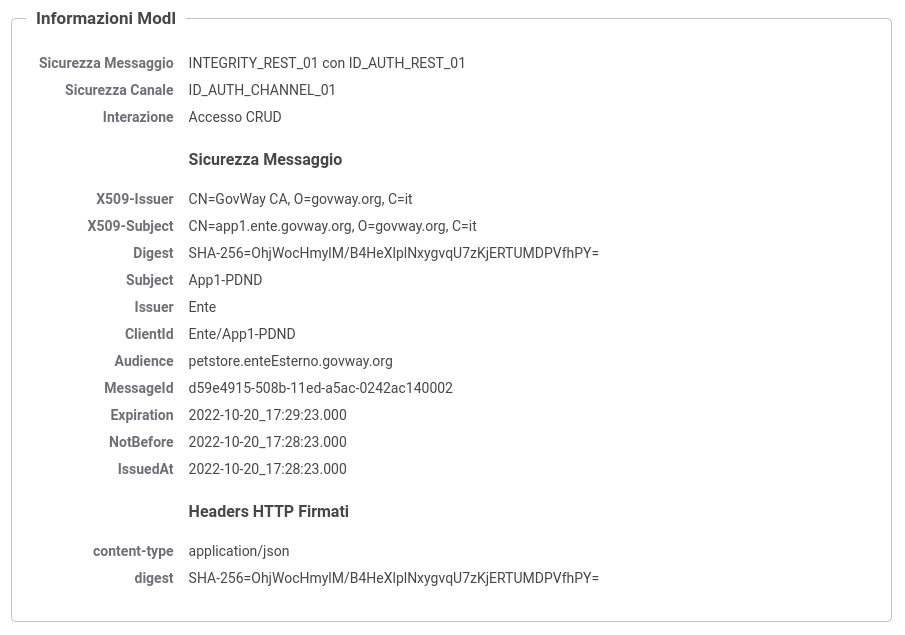 Informazioni ModI
Sicurezza Messaggio INTEGRITY_REST_01 con ID_AUTH_REST_01
Sicurezza Canale ID_AUTH_CHANNEL_01
Interazione Accesso CRUD
Sicurezza Messaggio
X509-Issuer CN=GovWay CA, O=govway.org, C=it
X509-Subject CN=app1.ente.govway.org, O=govway.org, C=it
Digest SHA-256=OhjWocHmyIM/B4HeXIpINxygvqU7zKjERTUMDPVfhPY=
Subject App1-PDND
Issuer Ente
ClientId Ente/App1-PDND
Audience petstore.enteEsterno.govway.org
MessageId d59e4915-508b-11ed-a5ac-0242ac140002
Expiration 2022-10-20_17:29:23.000
NotBefore 2022-10-20_17:28:23.000
IssuedAt 2022-10-20_17:28:23.000
Headers HTTP Firmati
content-type application/json
digest SHA-256=OhjWocHmyIM/B4HeXIpINxygvqU7zKjERTUMDPVfhPY=